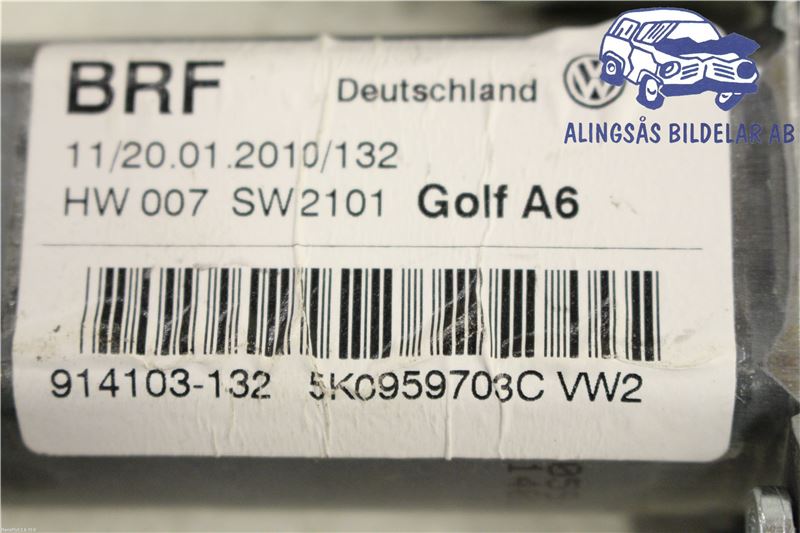 BRF Deutschland
ALINGSÅS BILDELAR AB
11/20.01.2010/132
HW 007 SW2101 Golf A6
914103-132 5K0959703C VW2